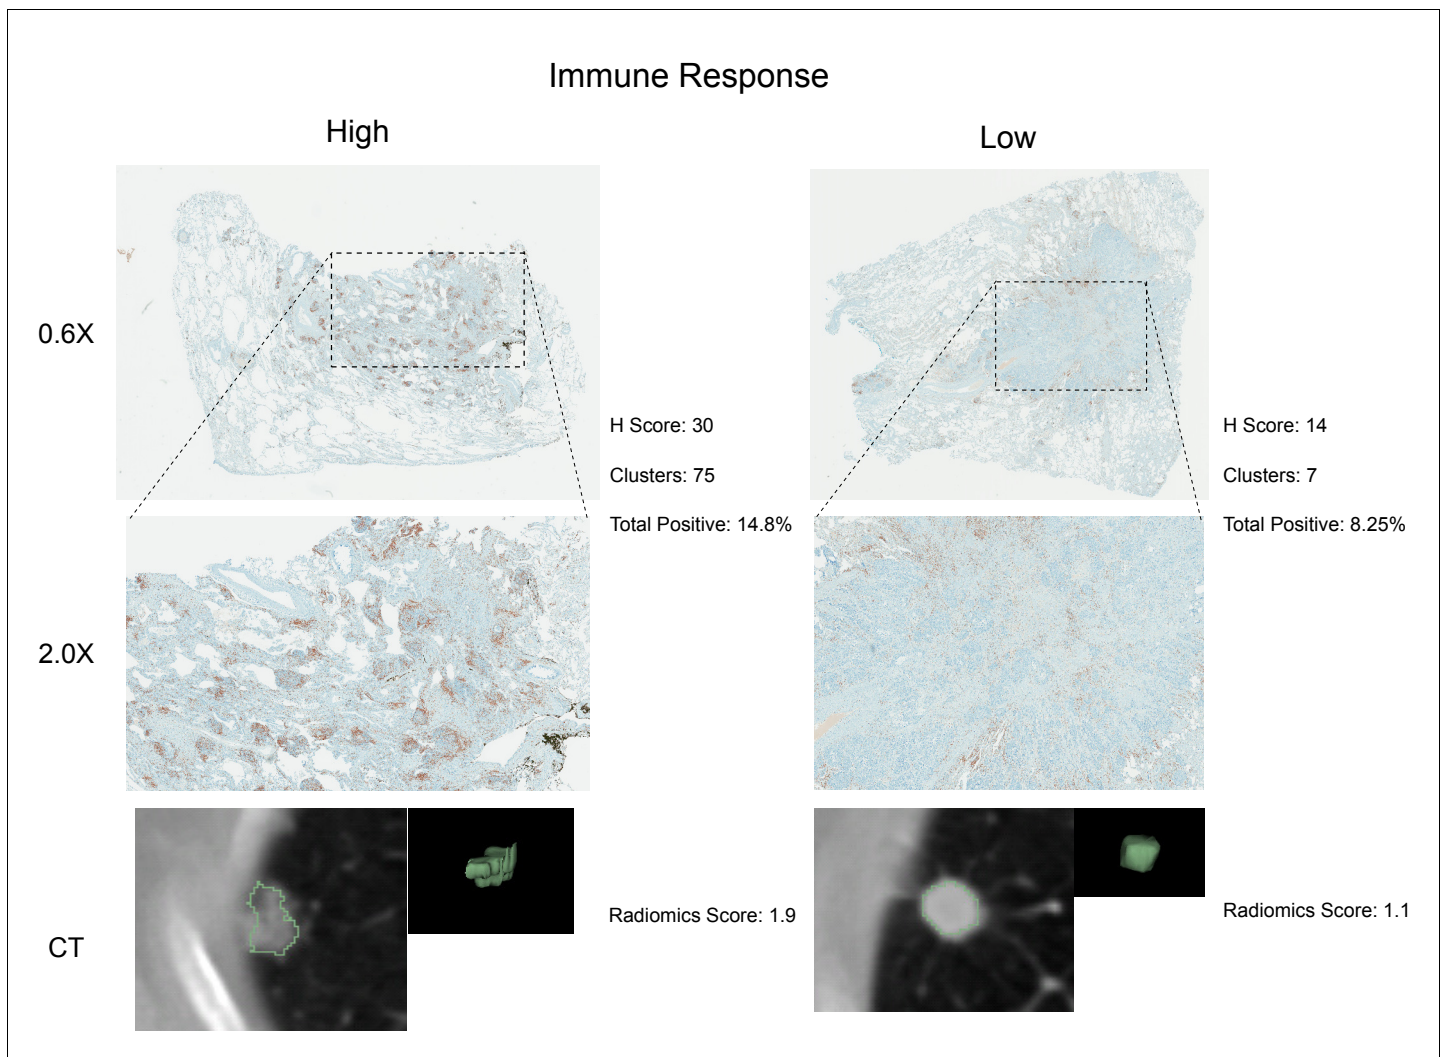 Immune Response
High
Low
0.6X
H Score: 30
Clusters: 75
Total Positive: 14.8%
H Score: 14
Clusters: 7
Total Positive: 8.25%
2.0X
CT
Radiomics Score: 1.9
Radiomics Score: 1.1